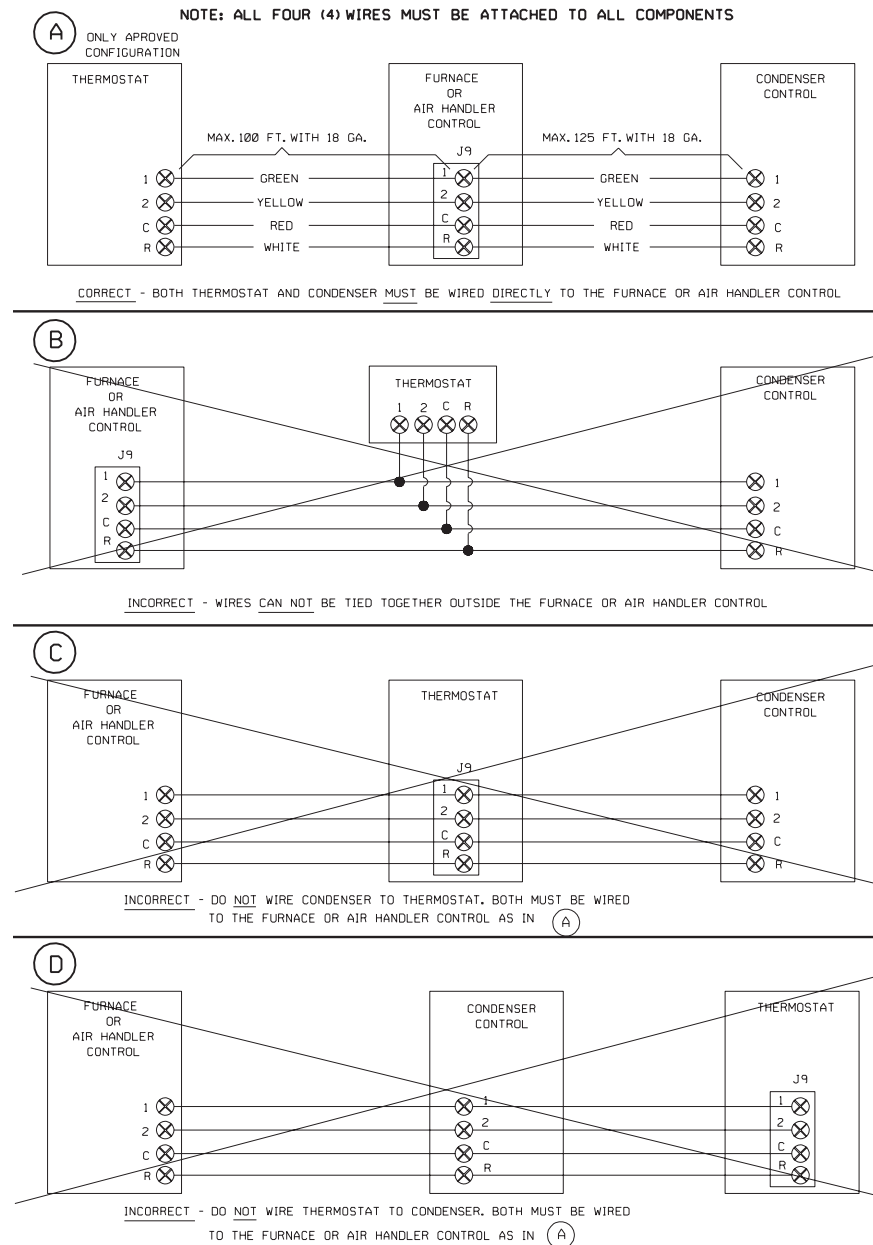 NOTE: ALL FOUR (4) WIRES MUST BE ATTACHED TO ALL COMPONENTS
A
ONLY APROVED
CONFIGURATION
THERMOSTAT
FURNACE
OR
AIR HANDLER
CONTROL
CONDENSER
CONTROL
MAX. 100 FT. WITH 18 GA.
J9
MAX. 125 FT. WITH 18 GA.
1 GREEN 1 GREEN 1
2 YELLOW 2 YELLOW 2
C RED C RED C
R WHITE R WHITE R
CORRECT - BOTH THERMOSTAT AND CONDENSER MUST BE WIRED DIRECTLY TO THE FURNACE OR AIR HANDLER CONTROL
B
FURNACE
OR
AIR HANDLER
CONTROL
THERMOSTAT
1 2 C R
CONDENSER
CONTROL
J9
1 1
2 2
C C
R R
INCORRECT - WIRES CAN NOT BE TIED TOGETHER OUTSIDE THE FURNACE OR AIR HANDLER CONTROL
C
FURNACE
OR
AIR HANDLER
CONTROL
THERMOSTAT
CONDENSER
CONTROL
J9
1 1 1
2 2 2
C C C
R R R
INCORRECT - DO NOT WIRE CONDENSER TO THERMOSTAT. BOTH MUST BE WIRED
TO THE FURNACE OR AIR HANDLER CONTROL AS IN A
D
FURNACE
OR
AIR HANDLER
CONTROL
CONDENSER
CONTROL
THERMOSTAT
J9
1 1 1
2 2 2
C C C
R R R
INCORRECT - DO NOT WIRE THERMOSTAT TO CONDENSER. BOTH MUST BE WIRED
TO THE FURNACE OR AIR HANDLER CONTROL AS IN A